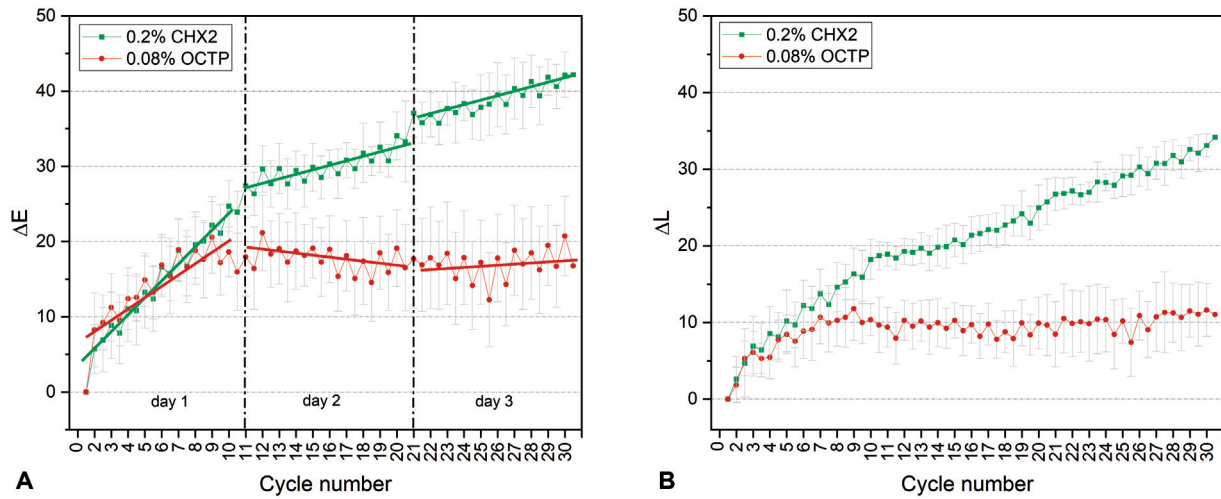 50
40
30
20
10
0
ΔE
0.2% CHX2
0.08% OCTP
day 1
day 2
day 3
0 2 3 4 5 6 7 8 9 10 11 12 13 14 15 16 17 18 19 20 21 22 23 24 25 26 27 28 29 30
Cycle number
A
50
40
30
20
10
0
ΔL
0.2% CHX2
0.08% OCTP
0 2 3 4 5 6 7 8 9 10 11 12 13 14 15 16 17 18 19 20 21 22 23 24 25 26 27 28 29 30
Cycle number
B